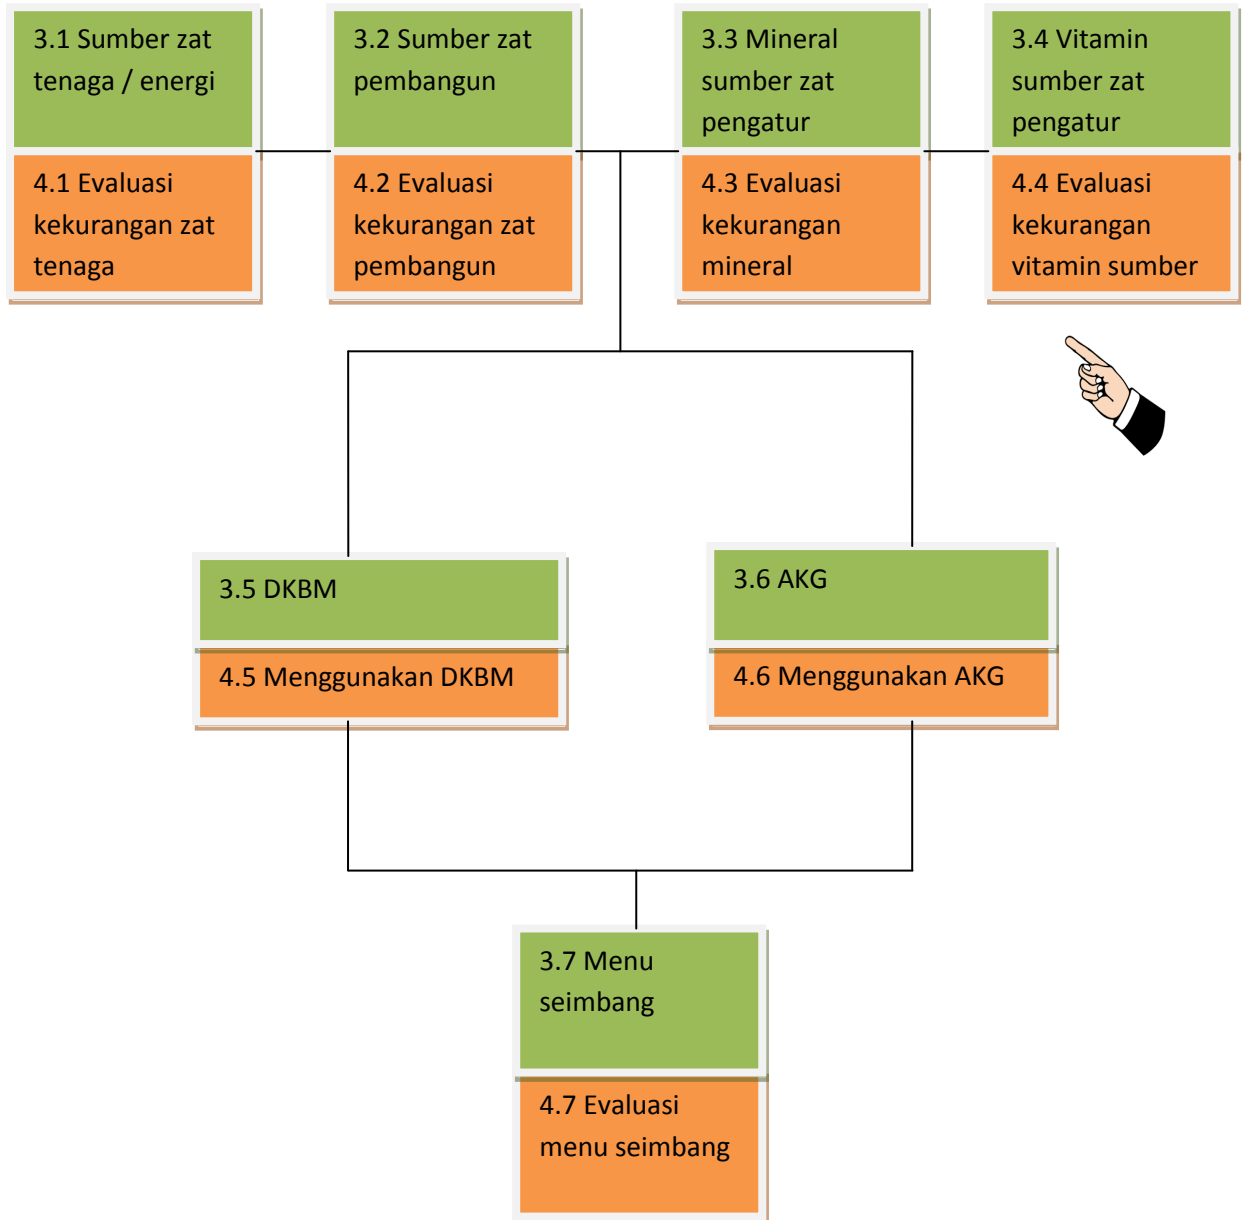 3.1 Sumber zat
tenaga / energi
4.1 Evaluasi
kekurangan zat
tenaga
3.2 Sumber zat
pembangun
4.2 Evaluasi
kekurangan zat
pembangun
3.3 Mineral
sumber zat
pengatur
4.3 Evaluasi
kekurangan
mineral
3.4 Vitamin
sumber zat
pengatur
4.4 Evaluasi
kekurangan
vitamin sumber
3.5 DKBM
4.5 Menggunakan DKBM
3.6 AKG
4.6 Menggunakan AKG
3.7 Menu
seimbang
4.7 Evaluasi
menu seimbang